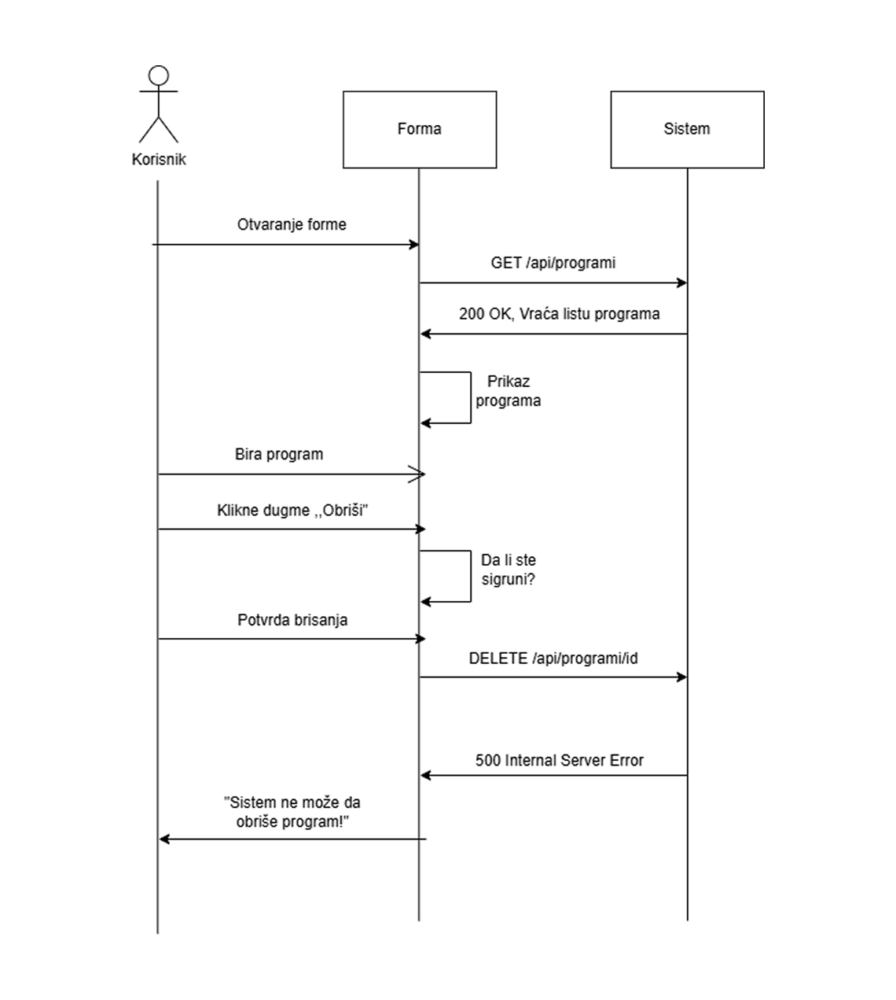 Korisnik
Forma
Sistem
Otvaranje forme
GET /api/programi
200 OK, Vraća listu programa
Prikaz
programa
Bira program
Klikne dugme ,,Obriši"
Da li ste
sigruni?
Potvrda brisanja
DELETE /api/programi/id
500 Internal Server Error
"Sistem ne može da
obriše program!"